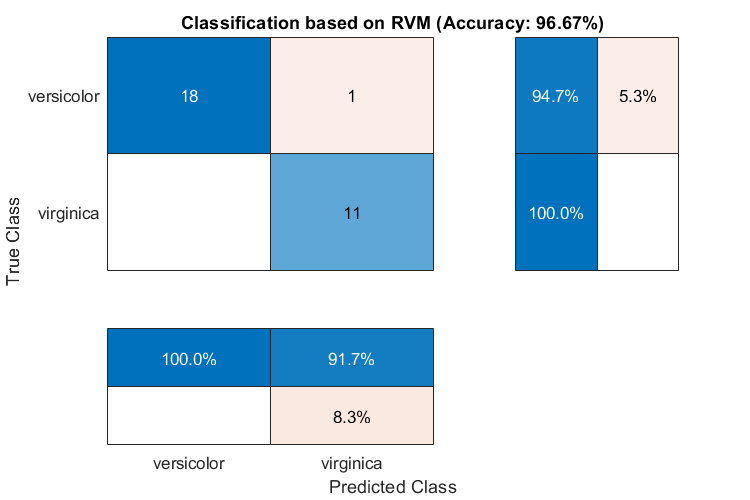 Classification based on RVM (Accuracy: 96.67%)
versicolor 18 1 94.7% 5.3%
virginica 11 100.0%
True Class
100.0% 91.7%
8.3%
versicolor virginica
Predicted Class